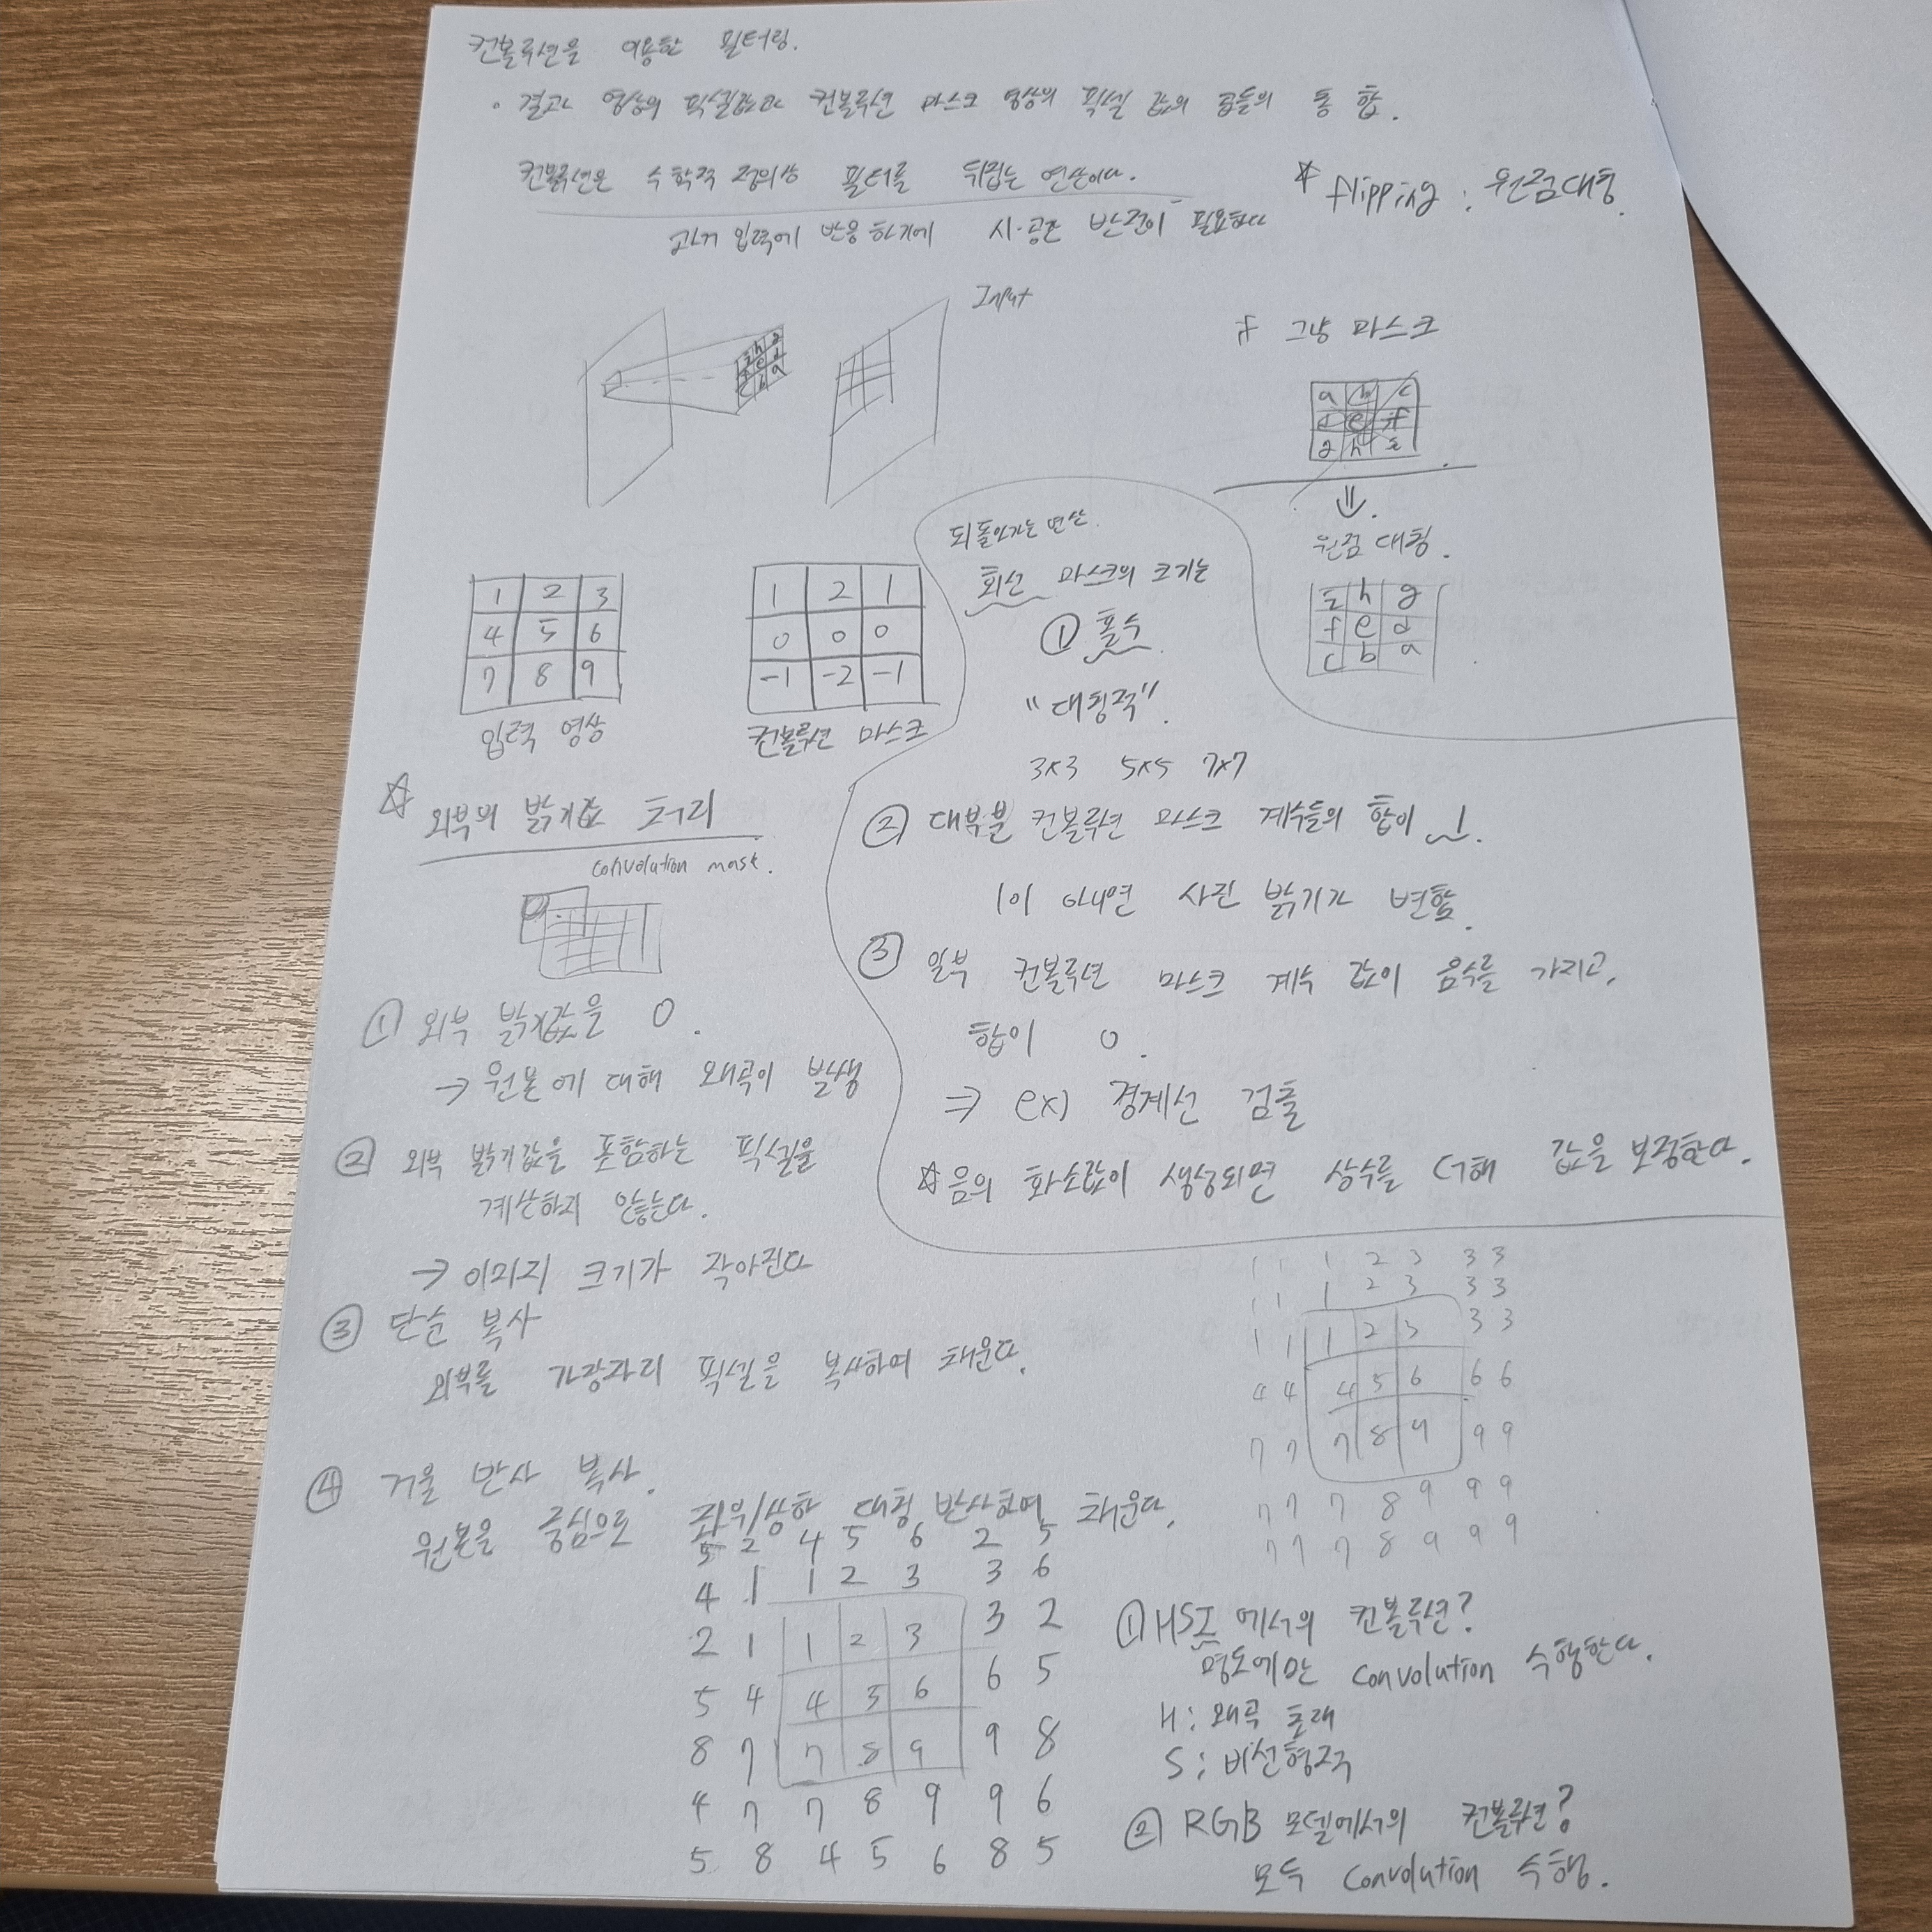 컨볼루션을 이용한 필터링.
· 결과 영상의 픽셀값과 컨볼루션 마스크 영상의 픽셀 값의 곱들의 통 합.
컨볼루션은 수학적 정의상 필터를 뒤집는 연산이다.
☆ flipping : 원점대칭.
과거 입력에 반응하기에 시·공간 반전이 필요하다
Input
i h g
f e d
c b a
그냥 마스크
a b c
d e f
g h i
⇓.
원점 대칭.
i h g
f e d
c b a
1 2 3
4 5 6
7 8 9
입력 영상
1 2 1
0 0 0
-1 -2 -1
컨볼루션 마스크
되돌아가는 연산.
회선 마스크의 크기는
① 홀수
"대칭적".
3x3 5x5 7x7
② 대부분 컨볼루션 마스크 계수들의 합이 1.
1이 아니면 사진 밝기가 변함.
③ 일부 컨볼루션 마스크 계수 값이 음수를 가지고,
합이 0.
⇒ ex) 경계선 검출
☆음의 화소값이 생성되면 상수를 더해 값을 보정한다.
☆ 외부의 밝기값 처리
convolution mask.
① 외부 밝기값을 0.
→ 원본에 대해 왜곡이 발생
② 외부 밝기값을 포함하는 픽셀을
계산하지 않는다.
→ 이미지 크기가 작아진다
③ 단순 복사
외부를 가장자리 픽셀을 복사하여 채운다.
1 1 1 2 3 3 3
1 1 1 2 3 3 3
1 1 1 2 3 3 3
4 4 4 5 6 6 6
7 7 7 8 9 9 9
7 7 7 8 9 9 9
7 7 7 8 9 9 9
④ 거울 반사 복사.
원본을 중심으로 좌우/상하 대칭 반사하여 채운다.
5 2 4 5 6 2 5
4 1 1 2 3 3 6
2 1 1 2 3 3 2
5 4 4 5 6 6 5
8 7 7 8 9 9 8
4 7 7 8 9 9 6
5 8 4 5 6 8 5
① HSI 에서의 컨볼루션?
명도에만 convolution 수행한다.
H : 왜곡 초래
S : 비선형적
② RGB 모델에서의 컨볼루션?
모두 convolution 수행.